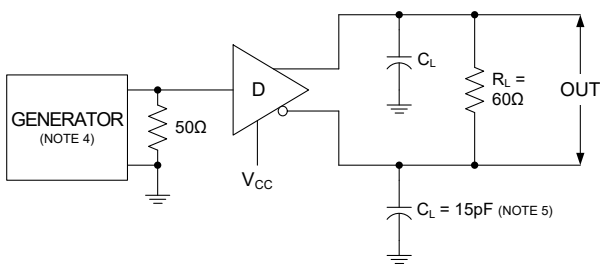 C_L
R_L =
60Ω
OUT
D
GENERATOR
(NOTE 4)
50Ω
V_CC
C_L = 15pF (NOTE 5)